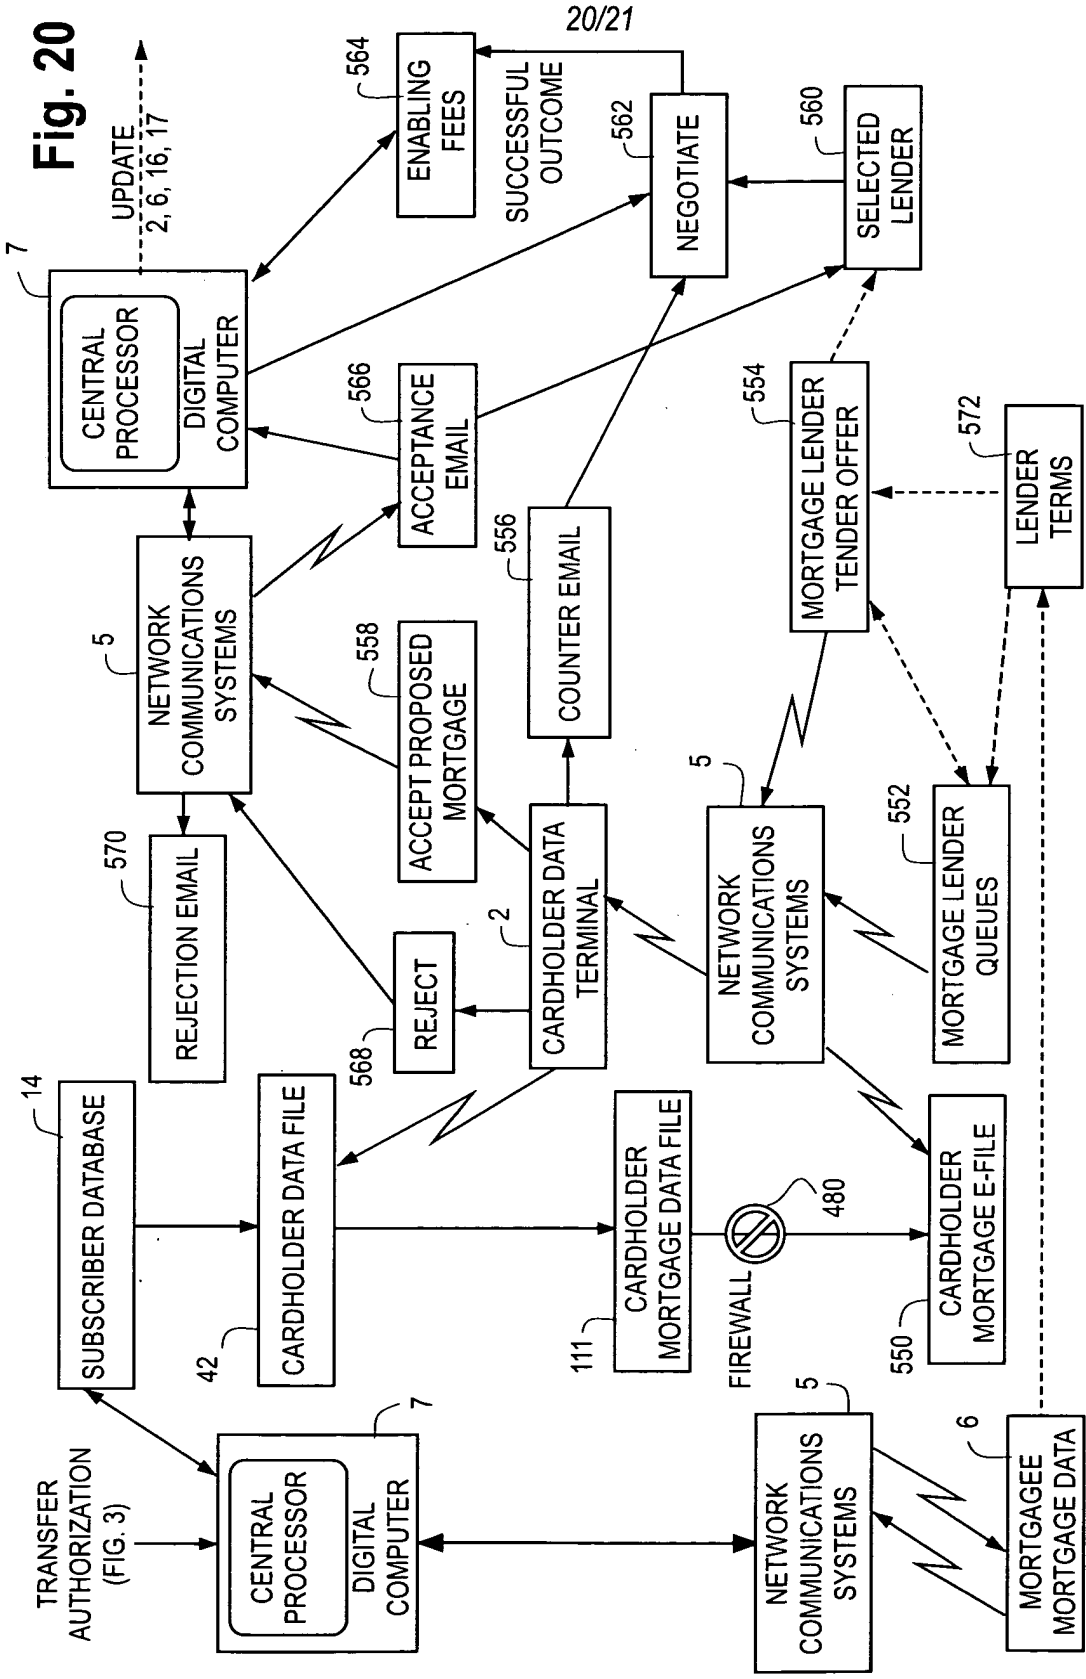 20/21
Fig. 20
TRANSFER
AUTHORIZATION
(FIG. 3)
CENTRAL
PROCESSOR
DIGITAL
COMPUTER
7
SUBSCRIBER DATABASE
14
CARDHOLDER DATA FILE
42
CARDHOLDER
MORTGAGE DATA FILE
111
FIREWALL
480
CARDHOLDER
MORTGAGE E-FILE
550
NETWORK
COMMUNICATIONS
SYSTEMS
5
MORTGAGEE
MORTGAGE DATA
6
REJECTION EMAIL
570
REJECT
568
CARDHOLDER DATA
TERMINAL
2
NETWORK
COMMUNICATIONS
SYSTEMS
5
MORTGAGE LENDER
QUEUES
552
NETWORK
COMMUNICATIONS
SYSTEMS
5
ACCEPT PROPOSED
MORTGAGE
558
COUNTER EMAIL
556
CENTRAL
PROCESSOR
DIGITAL
COMPUTER
7
UPDATE
2, 6, 16, 17
ACCEPTANCE
EMAIL
566
ENABLING
FEES
564
SUCCESSFUL
OUTCOME
NEGOTIATE
562
SELECTED
LENDER
560
MORTGAGE LENDER
TENDER OFFER
554
LENDER
TERMS
572